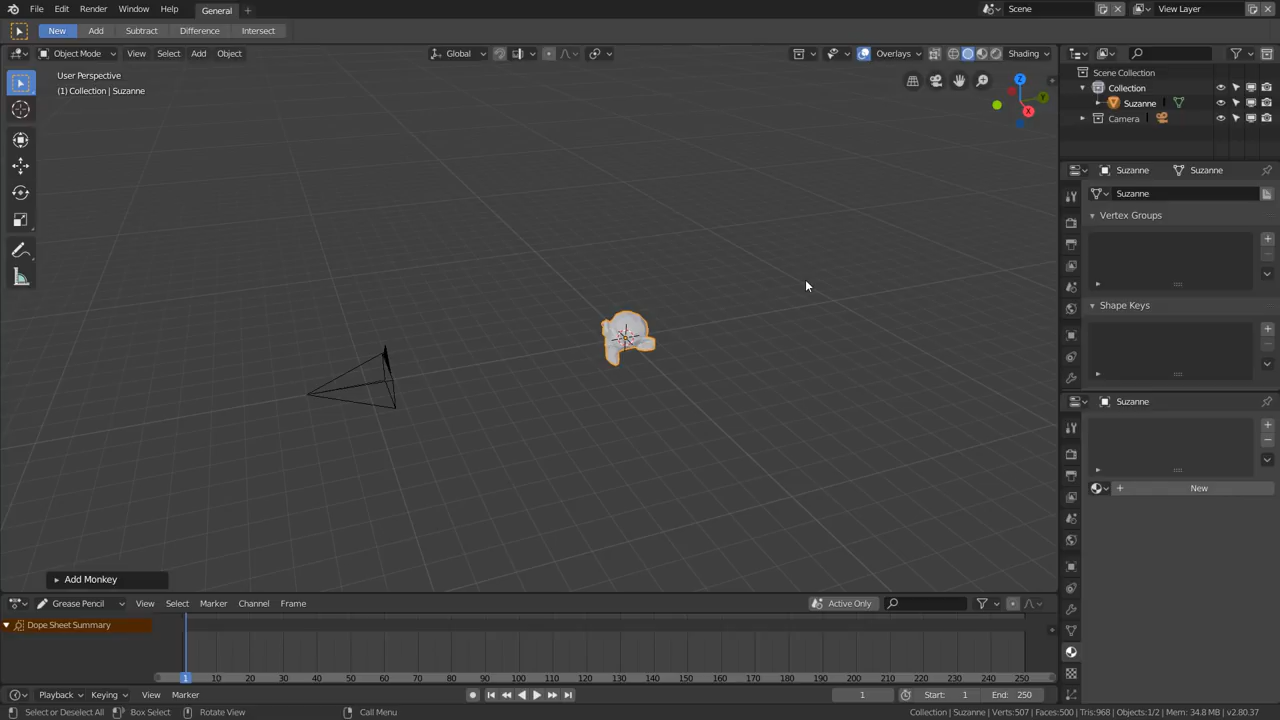 File Edit Render Window Help General + Scene View Layer
New Add Subtract Difference Intersect
Object Mode View Select Add Object Global Overlays Shading
User Perspective
(1) Collection | Suzanne
Z
Y
X
Scene Collection
Collection
Suzanne
Camera
Suzanne Suzanne
Suzanne
Vertex Groups
Shape Keys
Suzanne
New
Add Monkey
Grease Pencil View Select Marker Channel Frame Active Only
Dope Sheet Summary
1 10 20 30 40 50 60 70 80 90 100 110 120 130 140 150 160 170 180 190 200 210 220 230 240 250
Playback Keying View Marker 1 Start: 1 End: 250
Select or Deselect All Box Select Rotate View Call Menu Collection | Suzanne | Verts:507 | Faces:500 | Tris:968 | Objects:1/2 | Mem: 34.8 MB | v2.80.37